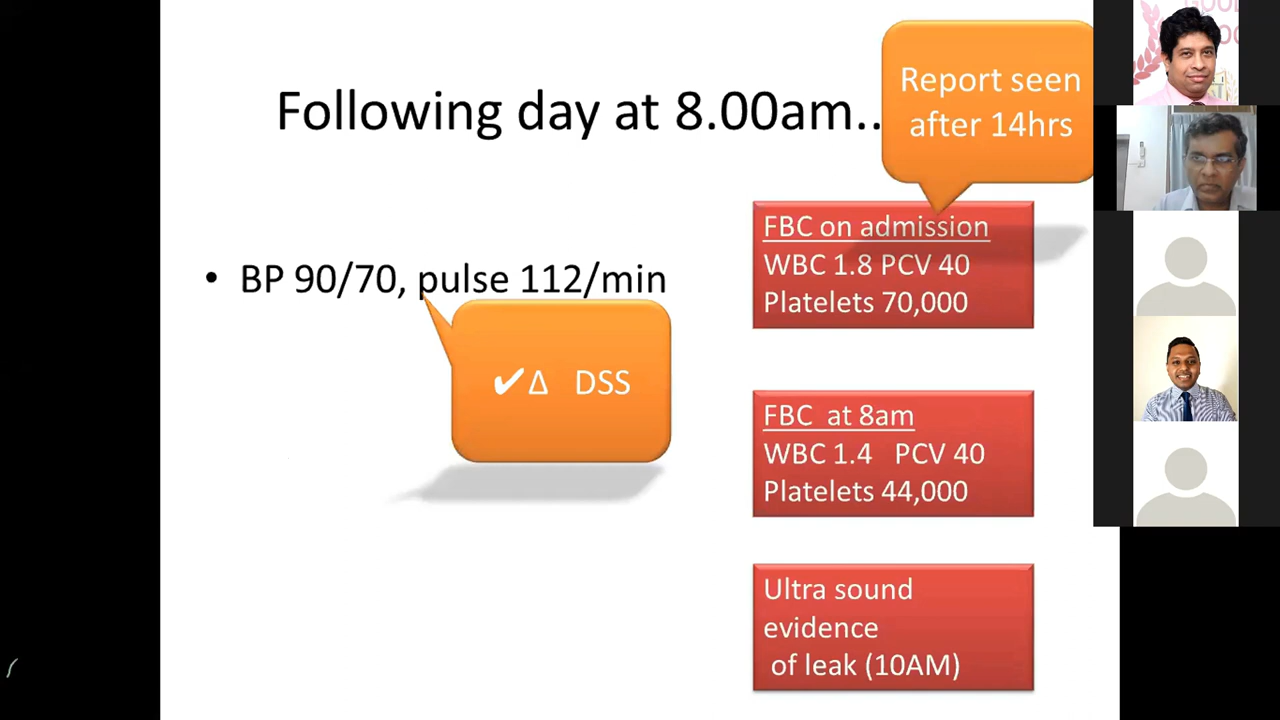 Following day at 8.00am..
Report seen
after 14hrs
• BP 90/70, pulse 112/min
✔Δ DSS
FBC on admission
WBC 1.8 PCV 40
Platelets 70,000
FBC at 8am
WBC 1.4 PCV 40
Platelets 44,000
Ultra sound
evidence
of leak (10AM)